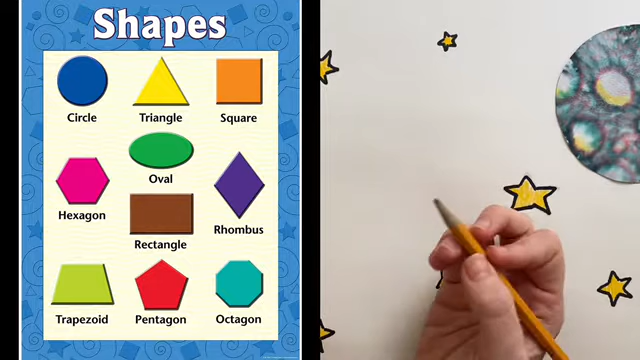 Shapes
Circle
Triangle
Square
Oval
Hexagon
Rhombus
Rectangle
Trapezoid
Pentagon
Octagon